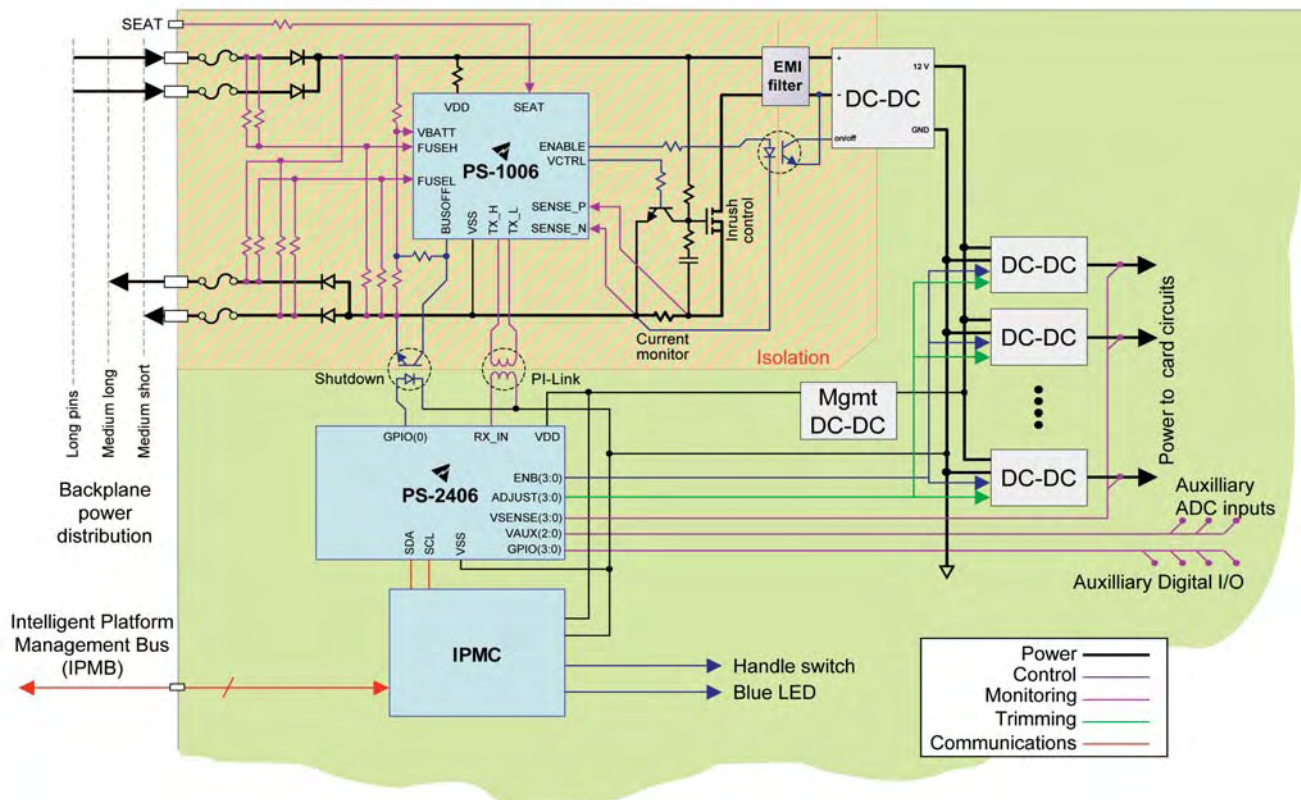 SEAT
EMI
filter
+
-
12 V
DC-DC
GND
on/off
VDD
SEAT
VBATT
FUSEH
FUSEL
PS-1006
ENABLE
VCTRL
SENSE_P
SENSE_N
BUSOFF
VSS
TX_H
TX_L
Inrush
control
Current
monitor
Isolation
Shutdown
PI-Link
DC-DC
DC-DC
DC-DC
Power to card circuits
Mgmt
DC-DC
Long pins
Medium long
Medium short
Backplane
power
distribution
GPIO(0)
RX_IN
VDD
PS-2406
ENB(3:0)
ADJUST(3:0)
VSENSE(3:0)
VAUX(2:0)
GPIO(3:0)
SDA
SCL
VSS
Auxilliary
ADC inputs
Auxilliary Digital I/O
Intelligent Platform
Management Bus
(IPMB)
IPMC
Handle switch
Blue LED
Power
Control
Monitoring
Trimming
Communications